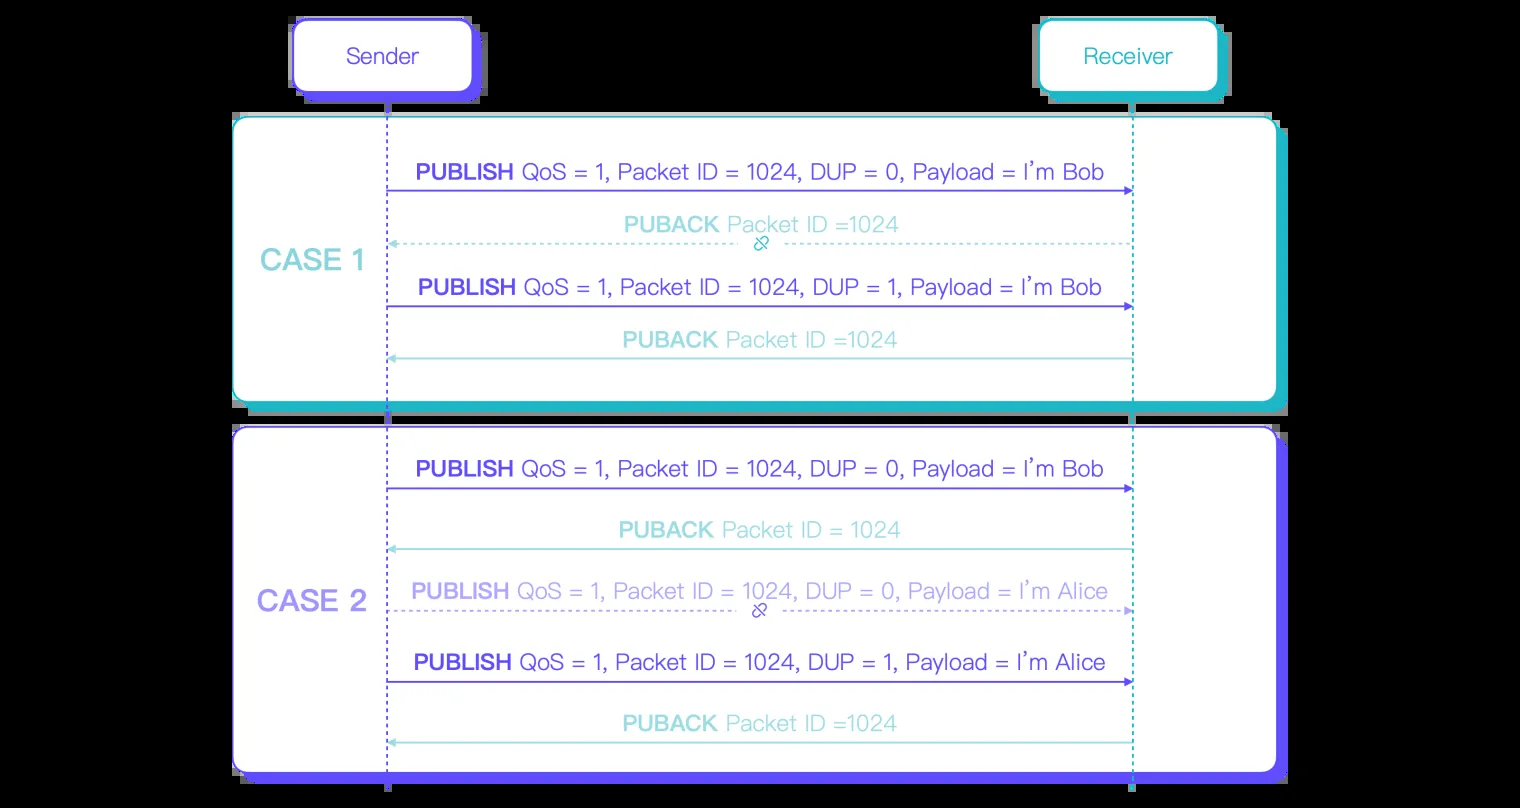 Sender
Receiver
PUBLISH QoS = 1, Packet ID = 1024, DUP = 0, Payload = I’m Bob
PUBACK Packet ID =1024
CASE 1
PUBLISH QoS = 1, Packet ID = 1024, DUP = 1, Payload = I’m Bob
PUBACK Packet ID =1024
PUBLISH QoS = 1, Packet ID = 1024, DUP = 0, Payload = I’m Bob
PUBACK Packet ID = 1024
PUBLISH QoS = 1, Packet ID = 1024, DUP = 0, Payload = I’m Alice
CASE 2
PUBLISH QoS = 1, Packet ID = 1024, DUP = 1, Payload = I’m Alice
PUBACK Packet ID =1024